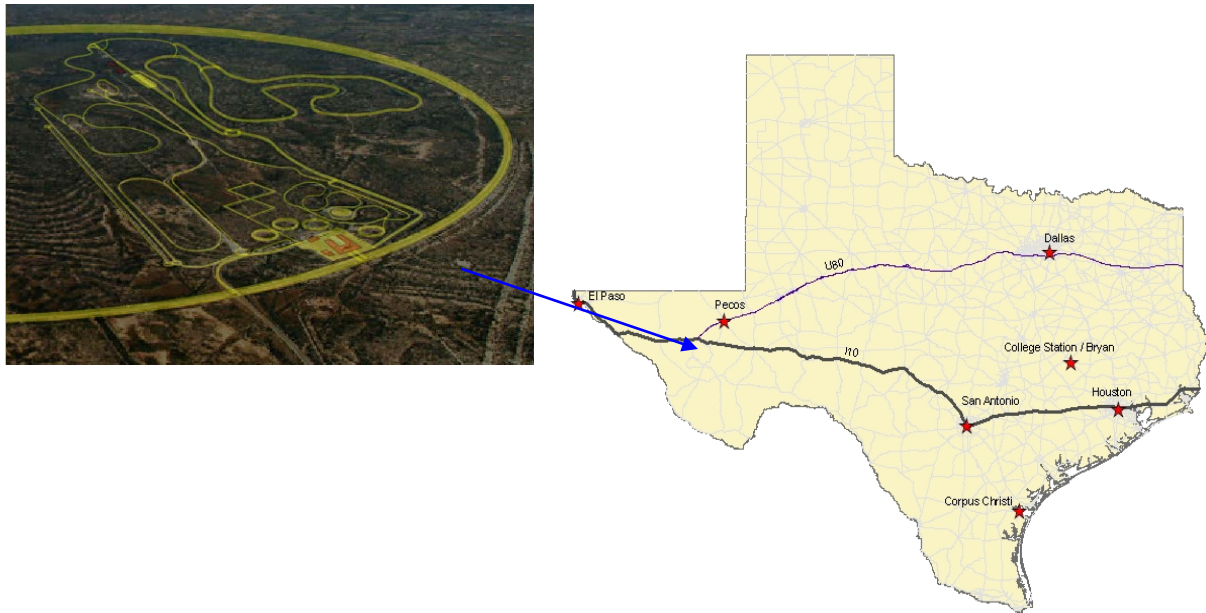 Dallas
U80
El Paso
Pecos
I10
College Station / Bryan
San Antonio
Houston
Corpus Christi